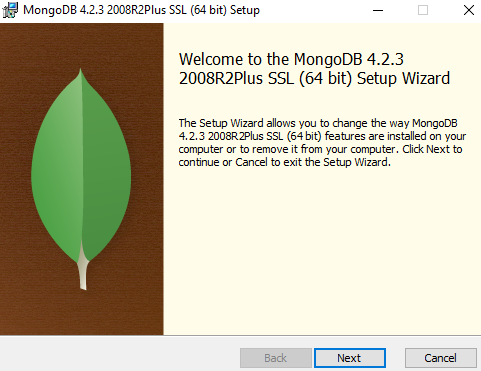 MongoDB 4.2.3 2008R2Plus SSL (64 bit) Setup
Welcome to the MongoDB 4.2.3
2008R2Plus SSL (64 bit) Setup Wizard
The Setup Wizard allows you to change the way MongoDB
4.2.3 2008R2Plus SSL (64 bit) features are installed on your
computer or to remove it from your computer. Click Next to
continue or Cancel to exit the Setup Wizard.
Back Next Cancel